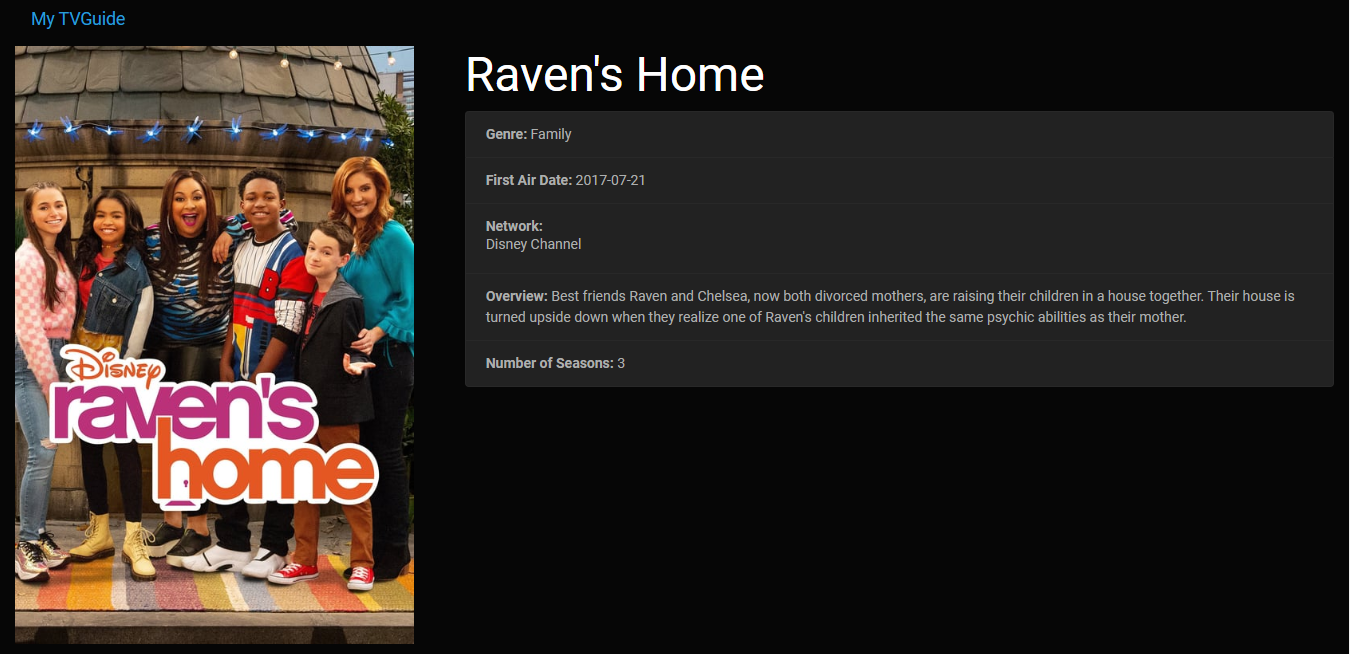 My TVGuide
Raven's Home
Genre: Family
First Air Date: 2017-07-21
Network:
Disney Channel
Overview: Best friends Raven and Chelsea, now both divorced mothers, are raising their children in a house together. Their house is
turned upside down when they realize one of Raven's children inherited the same psychic abilities as their mother.
Number of Seasons: 3
DISNEY
raven's
home